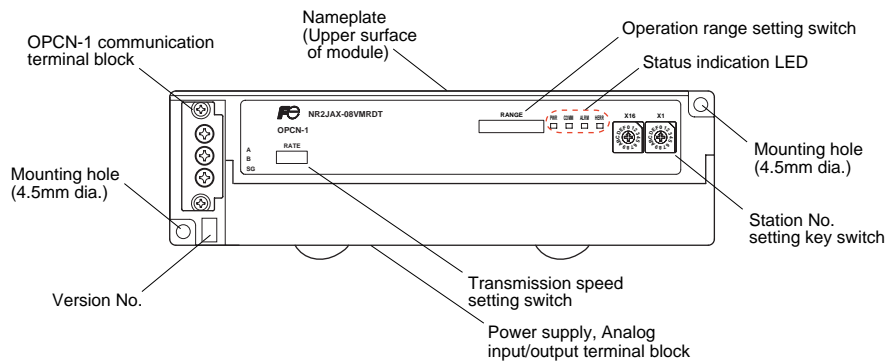 Nameplate
(Upper surface
of module)
Operation range setting switch
OPCN-1 communication
terminal block
Status indication LED
FE NR2JAX-08VMRDT
OPCN-1
RANGE
PWR COMM ALRM HERR
X16 X1
RATE
A
B
SG
Mounting hole
(4.5mm dia.)
Mounting hole
(4.5mm dia.)
Station No.
setting key switch
Version No.
Transmission speed
setting switch
Power supply, Analog
input/output terminal block